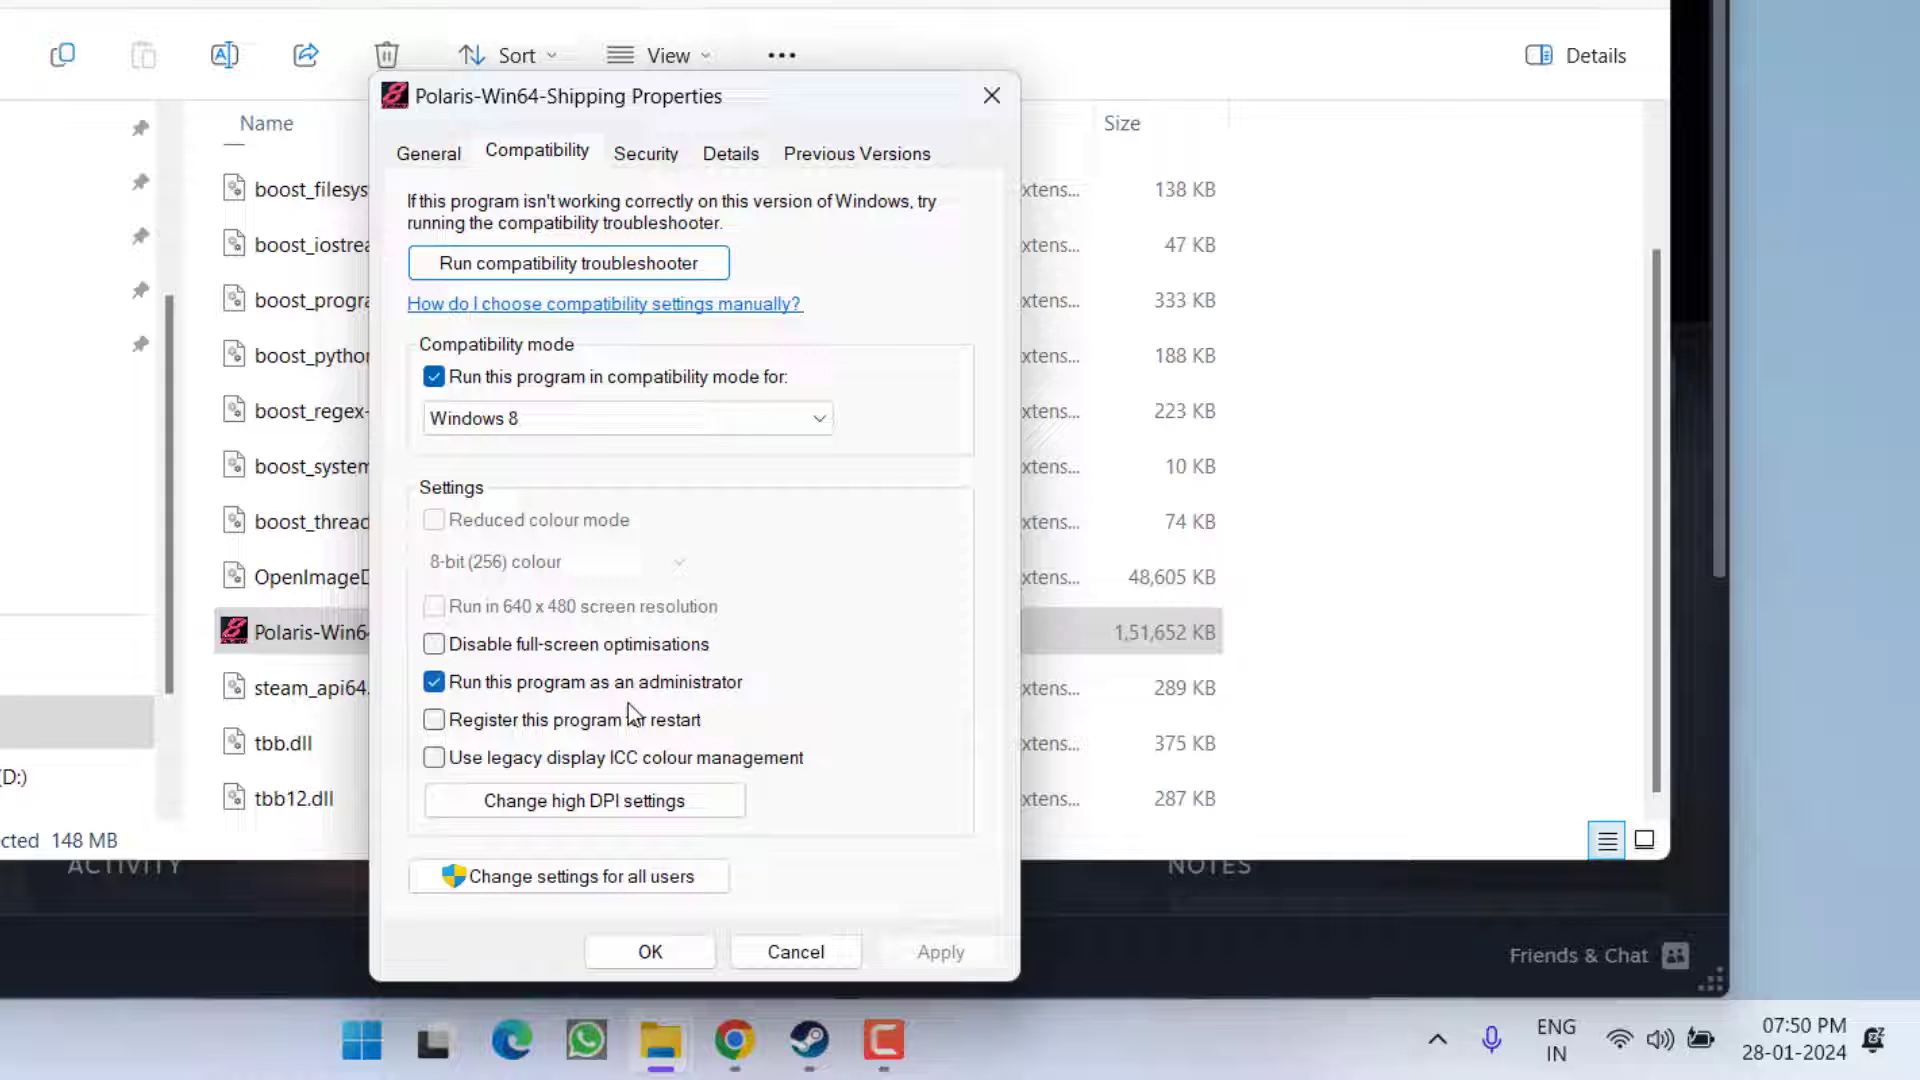 Sort
View
Details
Polaris-Win64-Shipping Properties
Name
Size
General
Compatibility
Security
Details
Previous Versions
If this program isn't working correctly on this version of Windows, try
running the compatibility troubleshooter.
Run compatibility troubleshooter
How do I choose compatibility settings manually?
Compatibility mode
Run this program in compatibility mode for:
Windows 8
Settings
Reduced colour mode
8-bit (256) colour
Run in 640 x 480 screen resolution
Disable full-screen optimisations
Run this program as an administrator
Register this program for restart
Use legacy display ICC colour management
Change high DPI settings
Change settings for all users
OK
Cancel
Apply
boost_filesys xtens... 138 KB
boost_iostrea xtens... 47 KB
boost_progra xtens... 333 KB
boost_pythor xtens... 188 KB
boost_regex- xtens... 223 KB
boost_system xtens... 10 KB
boost_thread xtens... 74 KB
OpenImageD xtens... 48,605 KB
Polaris-Win64 1,51,652 KB
steam_api64. xtens... 289 KB
tbb.dll xtens... 375 KB
tbb12.dll xtens... 287 KB
(D:)
cted 148 MB
ACTIVITY
NOTES
Friends & Chat
ENG
IN
07:50 PM
28-01-2024